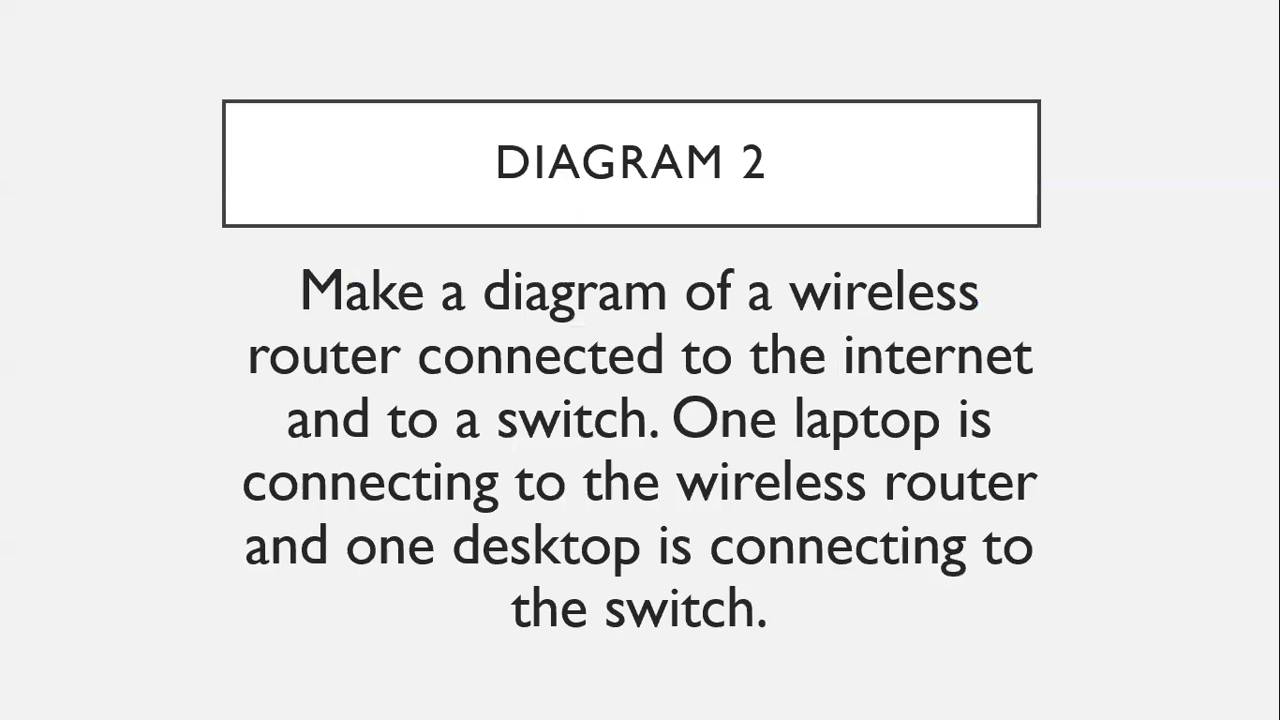 DIAGRAM 2
Make a diagram of a wireless
router connected to the internet
and to a switch. One laptop is
connecting to the wireless router
and one desktop is connecting to
the switch.